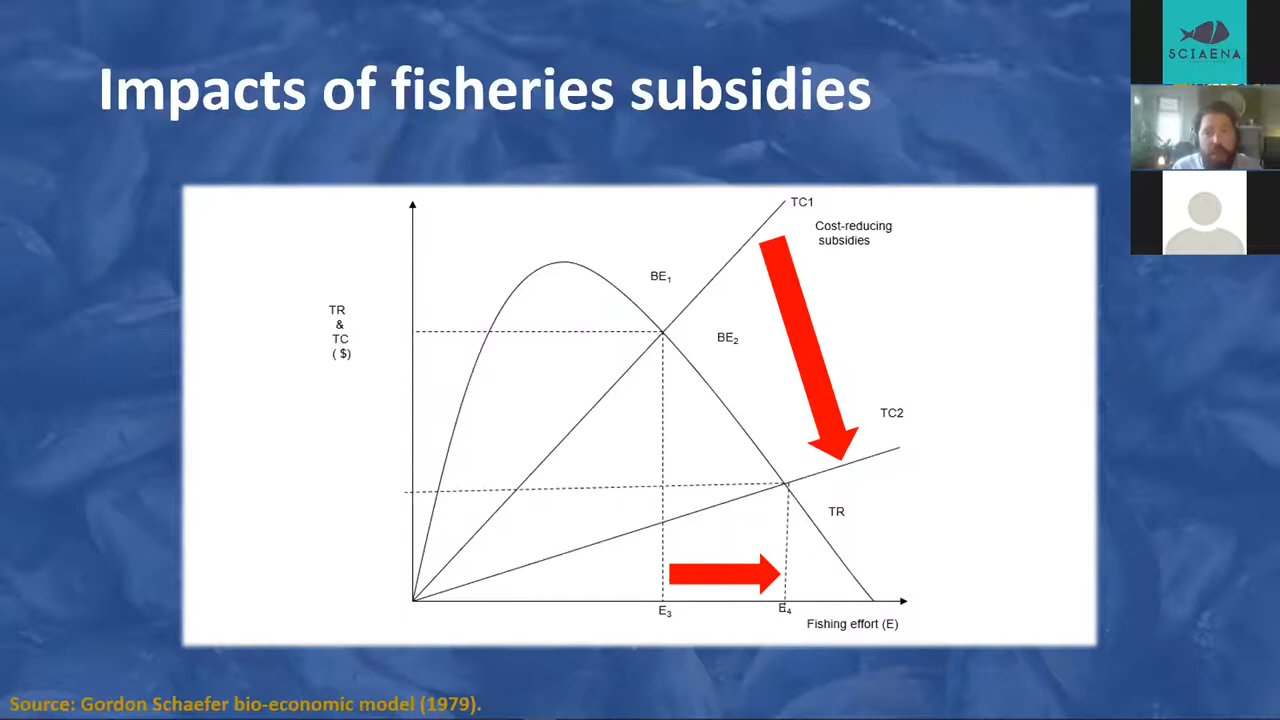 Impacts of fisheries subsidies
SCIAENA
TC1
Cost-reducing
subsidies
BE1
TR
&
TC
( $)
BE2
TC2
TR
E3
E4
Fishing effort (E)
Source: Gordon Schaefer bio-economic model (1979).